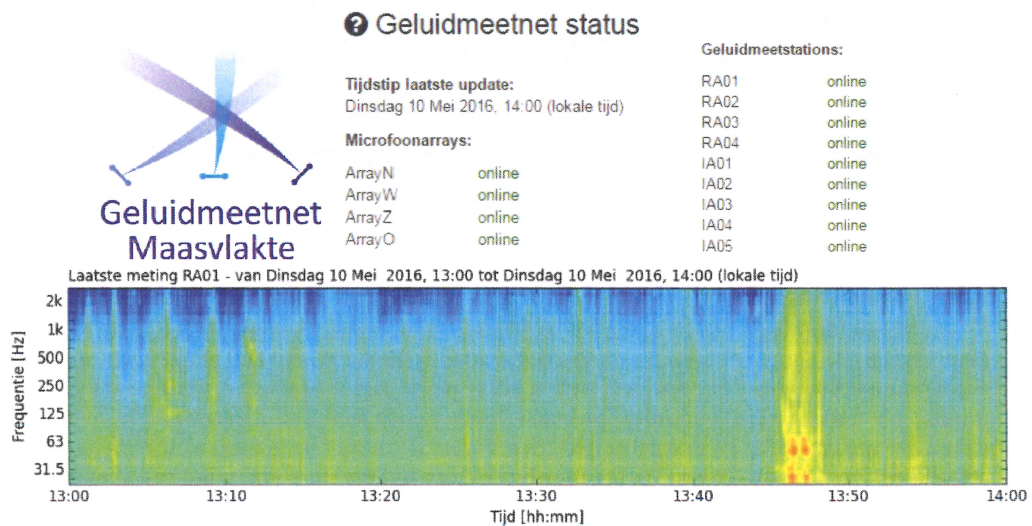 Geluidmeetnet status
Tijdstip laatste update:
Dinsdag 10 Mei 2016, 14:00 (lokale tijd)
Microfoonarrays:
ArrayN online
ArrayW online
ArrayZ online
ArrayO online
Geluidmeetstations:
RA01 online
RA02 online
RA03 online
RA04 online
IA01 online
IA02 online
IA03 online
IA04 online
IA05 online
Geluidmeetnet
Maasvlakte
Laatste meting RA01 - van Dinsdag 10 Mei 2016, 13:00 tot Dinsdag 10 Mei 2016, 14:00 (lokale tijd)
Frequentie [Hz]
2k
1k
500
250
125
63
31.5
13:00 13:10 13:20 13:30 13:40 13:50 14:00
Tijd [hh:mm]